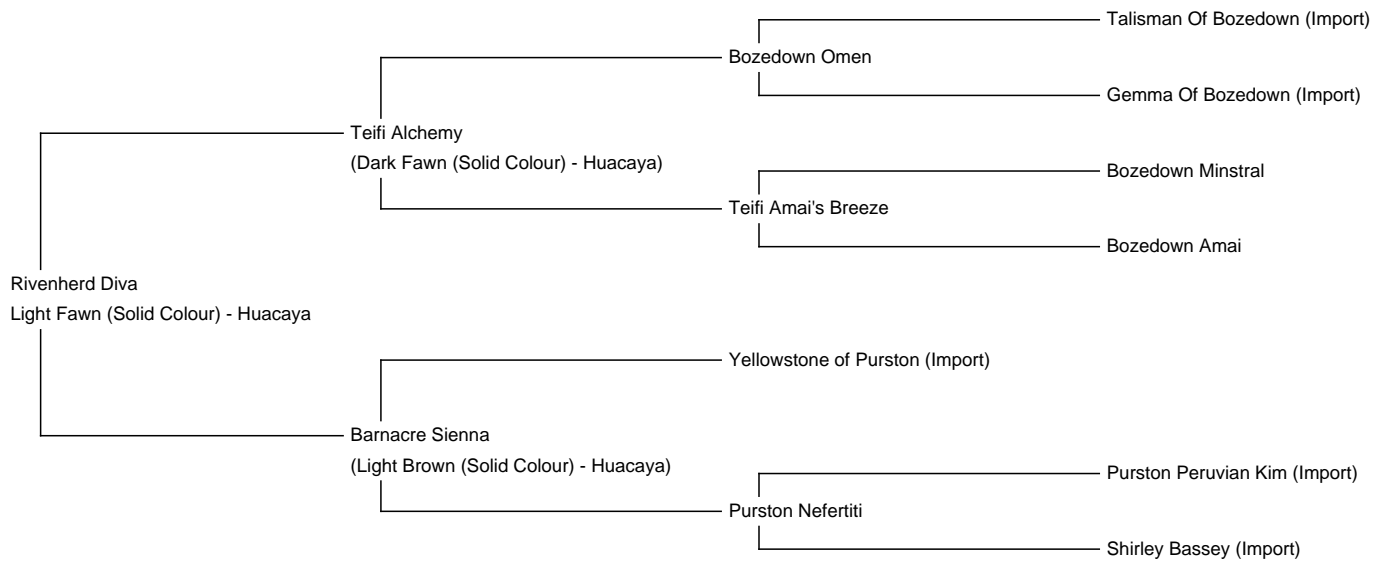 Talisman Of Bozedown (Import)
Bozedown Omen
Gemma Of Bozedown (Import)
Teifi Alchemy
(Dark Fawn (Solid Colour) - Huacaya)
Bozedown Minstral
Teifi Amai's Breeze
Bozedown Amai
Rivenherd Diva
Light Fawn (Solid Colour) - Huacaya
Yellowstone of Purston (Import)
Barnacre Sienna
(Light Brown (Solid Colour) - Huacaya)
Purston Peruvian Kim (Import)
Purston Nefertiti
Shirley Bassey (Import)